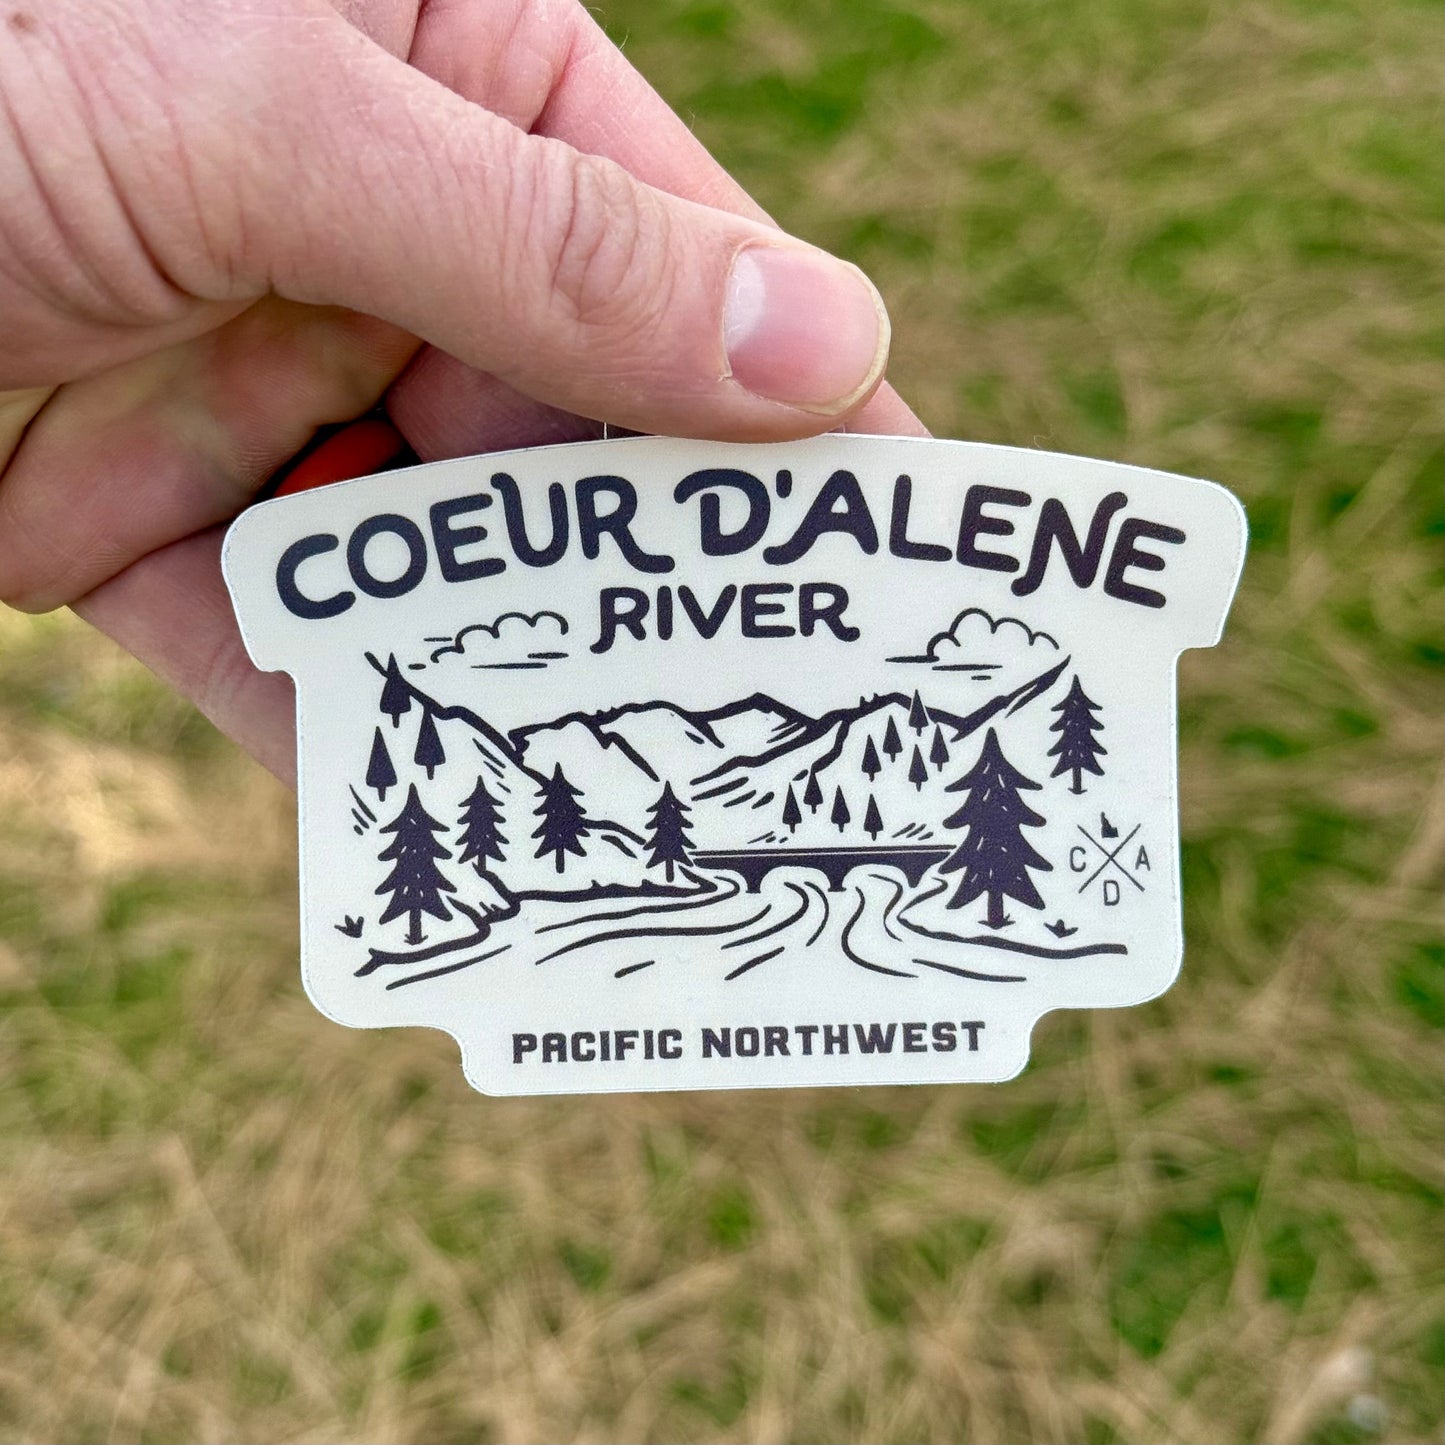 COEUR D'ALENE
RIVER
C A
D
PACIFIC NORTHWEST